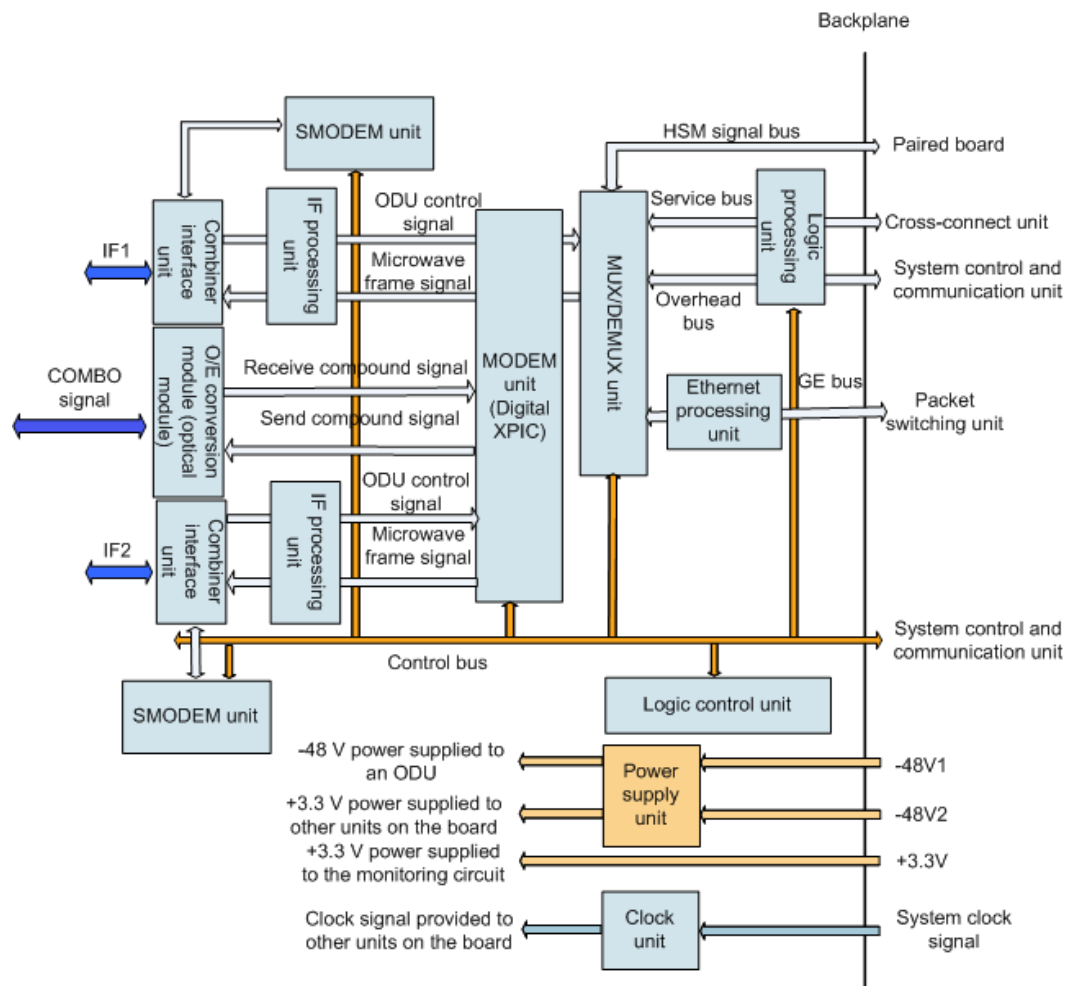 Backplane
SMODEM unit
HSM signal bus
Paired board
IF1
Combiner
interface
unit
IF processing
unit
ODU control
signal
Microwave
frame signal
MODEM
unit
(Digital
XPIC)
MUX/DEMUX unit
Service bus
Overhead
bus
Logic
processing
unit
Cross-connect unit
System control and
communication unit
COMBO
signal
O/E conversion
module (optical
module)
Receive compound signal
Send compound signal
Ethernet
processing
unit
GE bus
Packet
switching unit
IF2
Combiner
interface
unit
IF processing
unit
ODU control
signal
Microwave
frame signal
Control bus
System control and
communication unit
SMODEM unit
Logic control unit
-48 V power supplied to
an ODU
+3.3 V power supplied to
other units on the board
+3.3 V power supplied
to the monitoring circuit
Power
supply
unit
-48V1
-48V2
+3.3V
Clock signal provided to
other units on the board
Clock
unit
System clock
signal